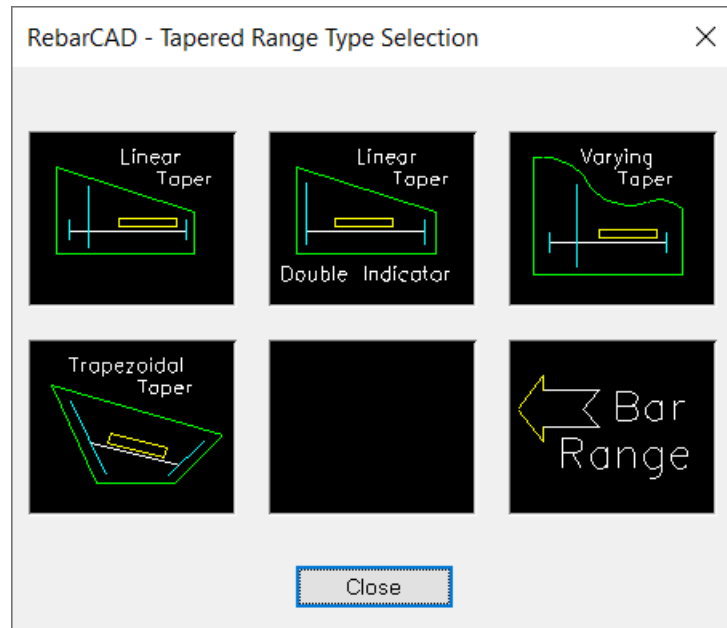 RebarCAD - Tapered Range Type Selection
Linear
Taper
Linear
Taper
Double Indicator
Varying
Taper
Trapezoidal
Taper
Bar
Range
Close